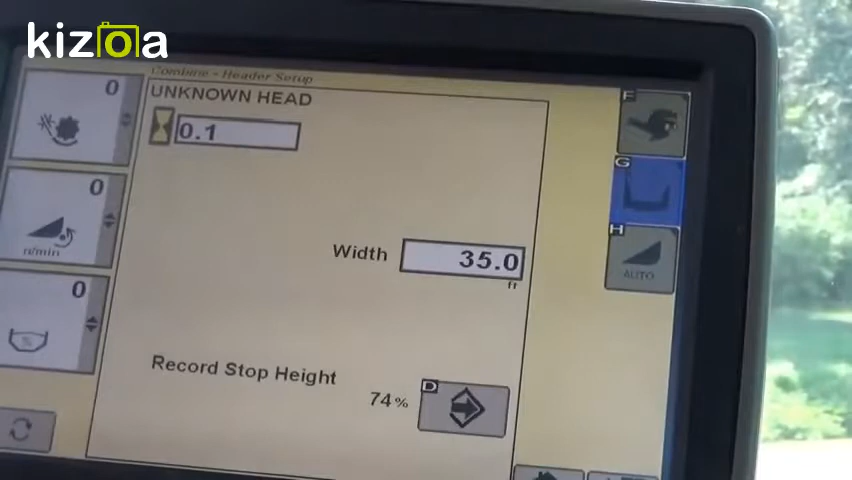 kizoa
Combine - Header Setup
UNKNOWN HEAD
0.1
0
0
n/min
0
%
Width
35.0
ft
Record Stop Height
74%
D
F
G
H
AUTO